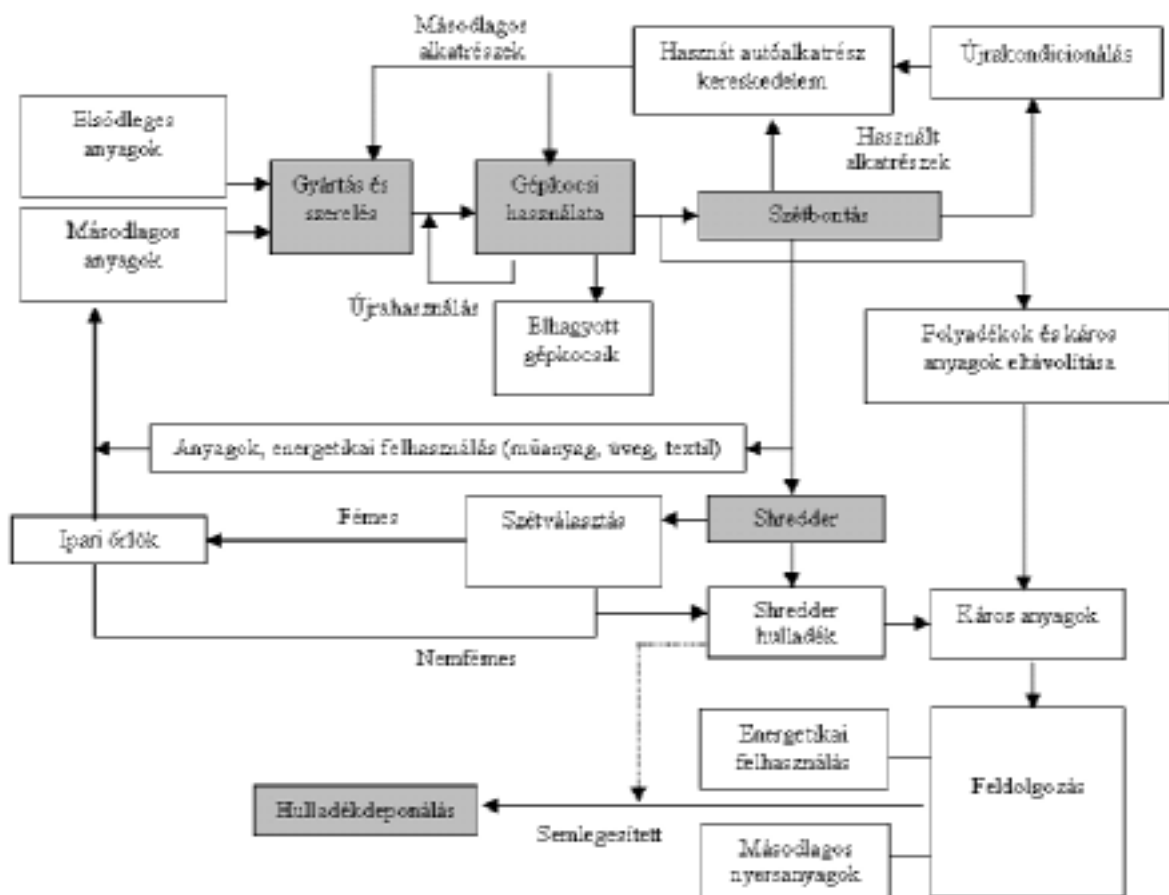 Másodlagos
alkatrészek
Használt autóalkatrész
kereskedelem
Újrakondicionálás
Elsődleges
anyagok
Használt
alkatrészek
Gyártás és
szerelés
Gépkocsi
használata
Szétbontás
Másodlagos
anyagok
Újrahasználás
Elhagyott
gépkocsik
Folyadékok és káros
anyagok eltávolítása
Anyagok, energetikai felhasználás (műanyag, üveg, textil)
Fémes
Szétválasztás
Shredder
Ipari őrlők
Shredder
hulladék
Káros anyagok
Nemfémes
Energetikai
felhasználás
Feldolgozás
Hulladékdeponálás
Semlegesített
Másodlagos
nyersanyagok